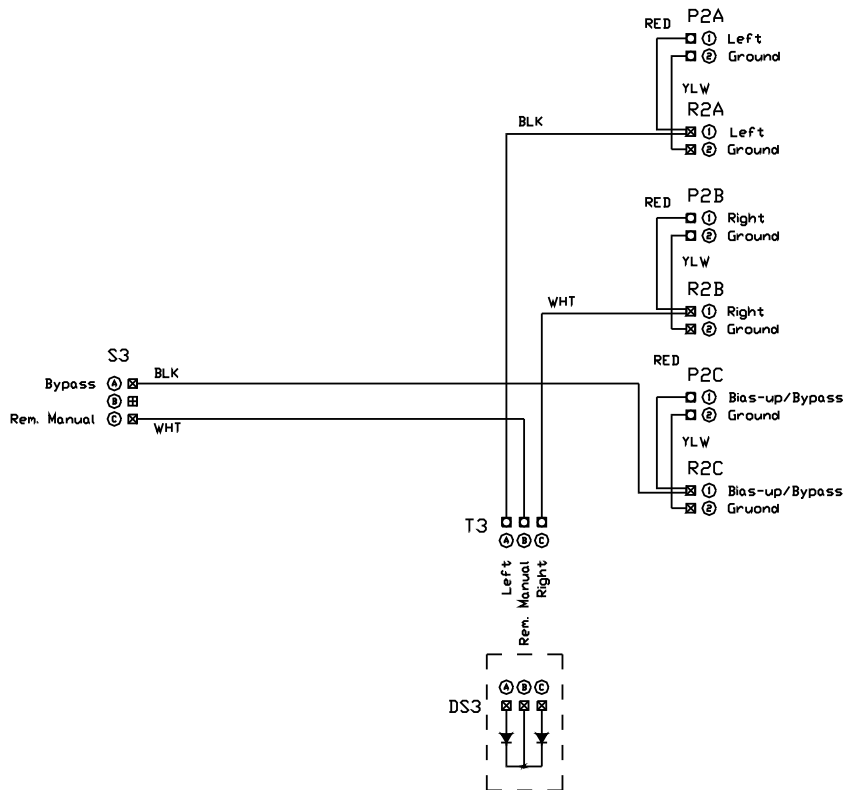 P2A
RED
1 Left
2 Ground
YLW
R2A
BLK
1 Left
2 Ground
P2B
RED
1 Right
2 Ground
YLW
R2B
WHT
1 Right
2 Ground
S3
RED
BLK
P2C
Bypass A
1 Bias-up/Bypass
B
2 Ground
Rem. Manual C
WHT
YLW
R2C
1 Bias-up/Bypass
2 Gruond
T3
A B C
Left
Rem. Manual
Right
A B C
DS3